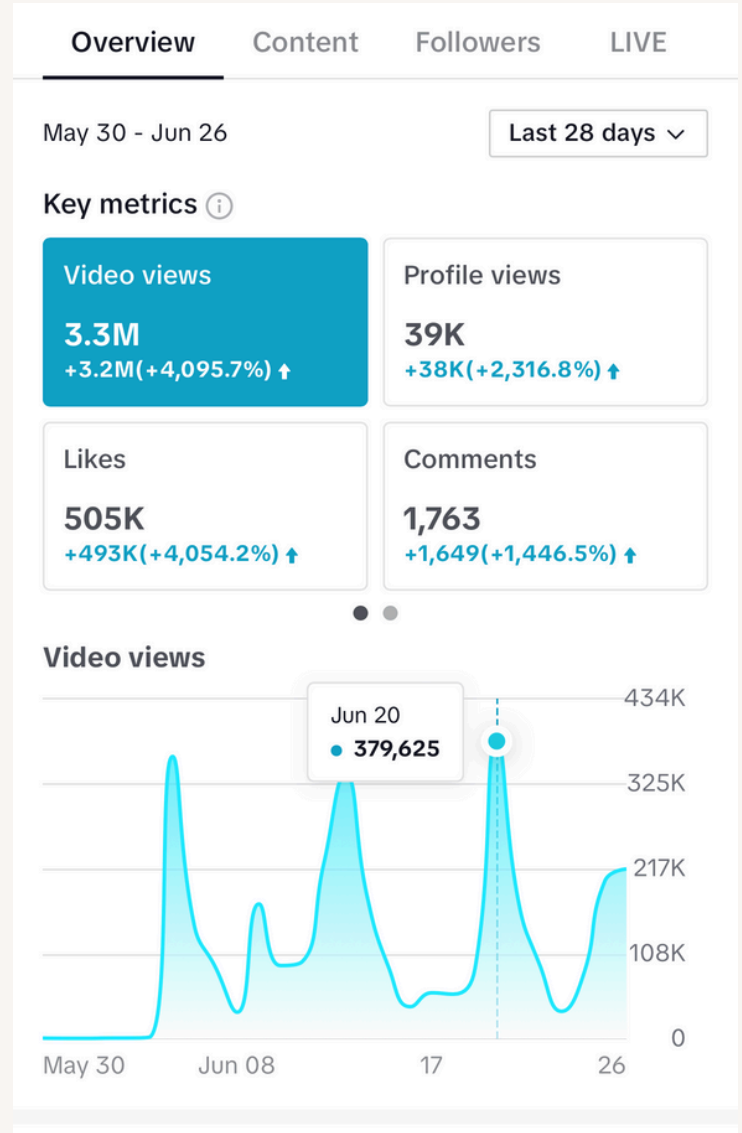 Overview Content Followers LIVE
May 30 - Jun 26 Last 28 days
Key metrics
Video views Profile views
3.3M 39K
+3.2M(+4,095.7%) +38K(+2,316.8%)
Likes Comments
505K 1,763
+493K(+4,054.2%) +1,649(+1,446.5%)
Video views
434K
Jun 20
379,625
325K
217K
108K
0
May 30 Jun 08 17 26